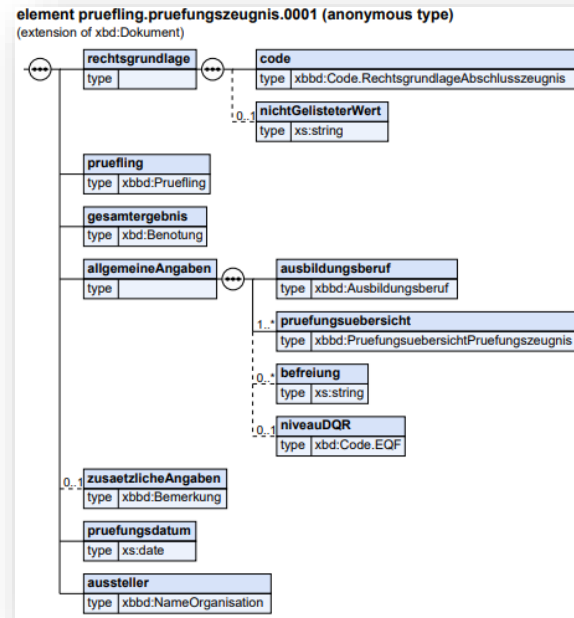 element pruefling.pruefungszeugnis.0001 (anonymous type)
(extension of xbd:Dokument)
rechtsgrundlage
type
code
type xbbd:Code.RechtsgrundlageAbschlusszeugnis
0..1 nichtGelisteterWert
type xs:string
pruefling
type xbbd:Pruefling
gesamtergebnis
type xbd:Benotung
allgemeineAngaben
type
ausbildungsberuf
type xbbd:Ausbildungsberuf
1..* pruefungsuebersicht
type xbbd:PruefungsuebersichtPruefungszeugnis
0..* befreiung
type xs:string
0..1 niveauDQR
type xbd:Code.EQF
0..1 zusaetzlicheAngaben
type xbbd:Bemerkung
pruefungsdatum
type xs:date
aussteller
type xbbd:NameOrganisation